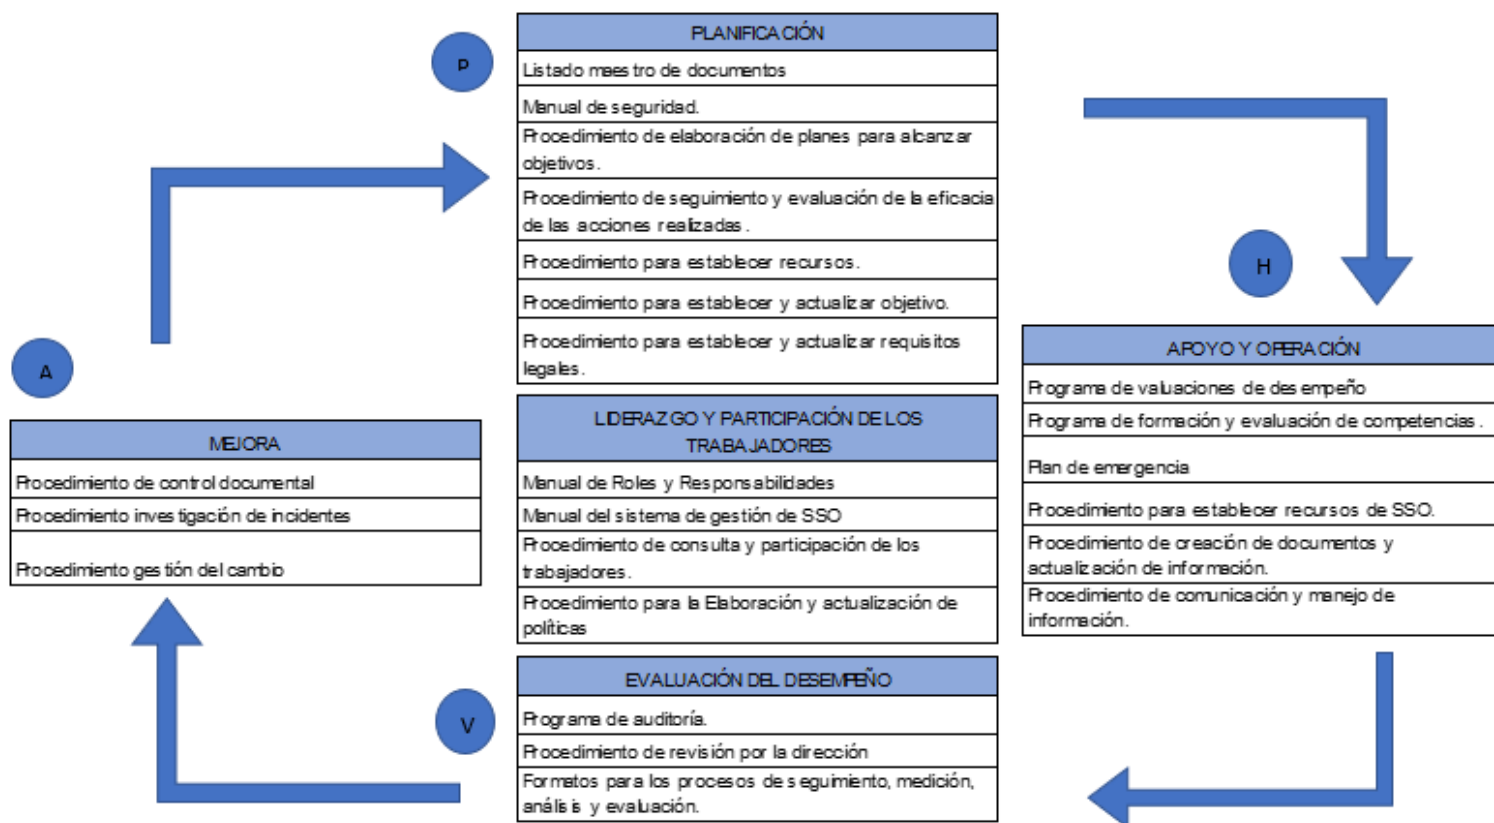 P
PLANIFICACIÓN
Listado maestro de documentos
Manual de seguridad.
Procedimiento de elaboración de planes para alcanzar
objetivos.
Procedimiento de seguimiento y evaluación de la eficacia
de las acciones realizadas.
Procedimiento para establecer recursos.
Procedimiento para establecer y actualizar objetivo.
Procedimiento para establecer y actualizar requisitos
legales.
H
APOYO Y OPERACIÓN
Programa de valuaciones de desempeño
Programa de formación y evaluación de competencias.
Plan de emergencia
Procedimiento para establecer recursos de SSO.
Procedimiento de creación de documentos y
actualización de información.
Procedimiento de comunicación y manejo de
información.
LIDERAZGO Y PARTICIPACIÓN DE LOS
TRABAJADORES
Manual de Roles y Responsabilidades
Manual del sistema de gestión de SSO
Procedimiento de consulta y participación de los
trabajadores.
Procedimiento para la Elaboración y actualización de
políticas
V
EVALUACIÓN DEL DESEMPEÑO
Programa de auditoría.
Procedimiento de revisión por la dirección
Formatos para los procesos de seguimiento, medición,
análisis y evaluación.
A
MEJORA
Procedimiento de control documental
Procedimiento investigación de incidentes
Procedimiento gestión del cambio